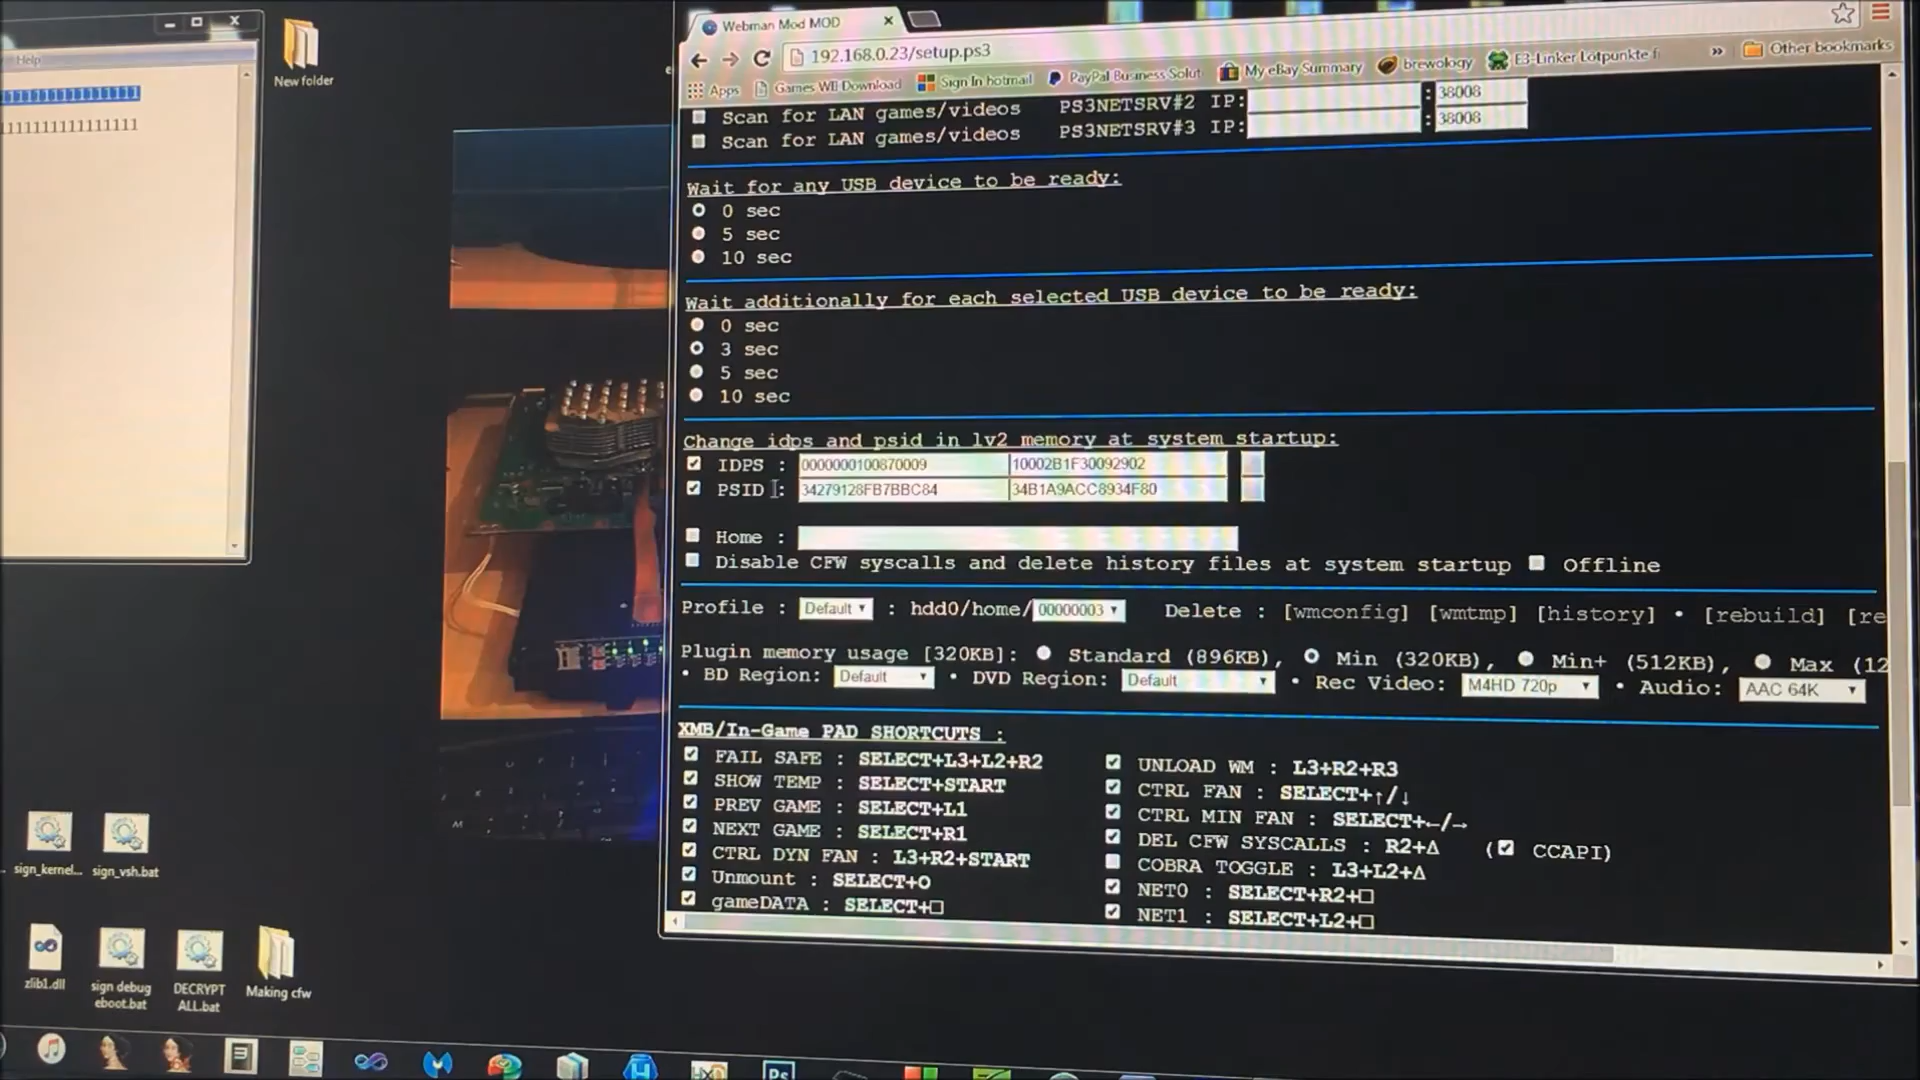 Help
1111111111111111
1111111111111111
New folder
Webman Mod MOD
192.168.0.23/setup.ps3
Apps
Games WII Download
Sign In hotmail
PayPal Business Solut
My eBay Summary
brewology
E3-Linker Lötpunkte f
»
Other bookmarks
Scan for LAN games/videos PS3NETSRV#2 IP: : 38008
Scan for LAN games/videos PS3NETSRV#3 IP: : 38008
Wait for any USB device to be ready:
0 sec
5 sec
10 sec
Wait additionally for each selected USB device to be ready:
0 sec
3 sec
5 sec
10 sec
Change idps and psid in lv2 memory at system startup:
IDPS : 0000000100870009 10002B1F30092902
PSID : 34279128FB7BBC84 34B1A9ACC8934F80
Home :
Disable CFW syscalls and delete history files at system startup Offline
Profile : Default : hdd0/home/ 00000003 Delete : [wmconfig] [wmtmp] [history] • [rebuild] [re
Plugin memory usage [320KB]: Standard (896KB), Min (320KB), Min+ (512KB), Max (12
• BD Region: Default • DVD Region: Default • Rec Video: M4HD 720p • Audio: AAC 64K
XMB/In-Game PAD SHORTCUTS :
FAIL SAFE : SELECT+L3+L2+R2
SHOW TEMP : SELECT+START
PREV GAME : SELECT+L1
NEXT GAME : SELECT+R1
CTRL DYN FAN : L3+R2+START
Unmount : SELECT+O
gameDATA : SELECT+□
UNLOAD WM : L3+R2+R3
CTRL FAN : SELECT+↑/↓
CTRL MIN FAN : SELECT+←/→
DEL CFW SYSCALLS : R2+Δ ( CCAPI)
COBRA TOGGLE : L3+L2+Δ
NET0 : SELECT+R2+□
NET1 : SELECT+L2+□
sign_kernel...
sign_vsh.bat
zlib1.dll
sign debug
eboot.bat
DECRYPT
ALL.bat
Making cfw
Ps